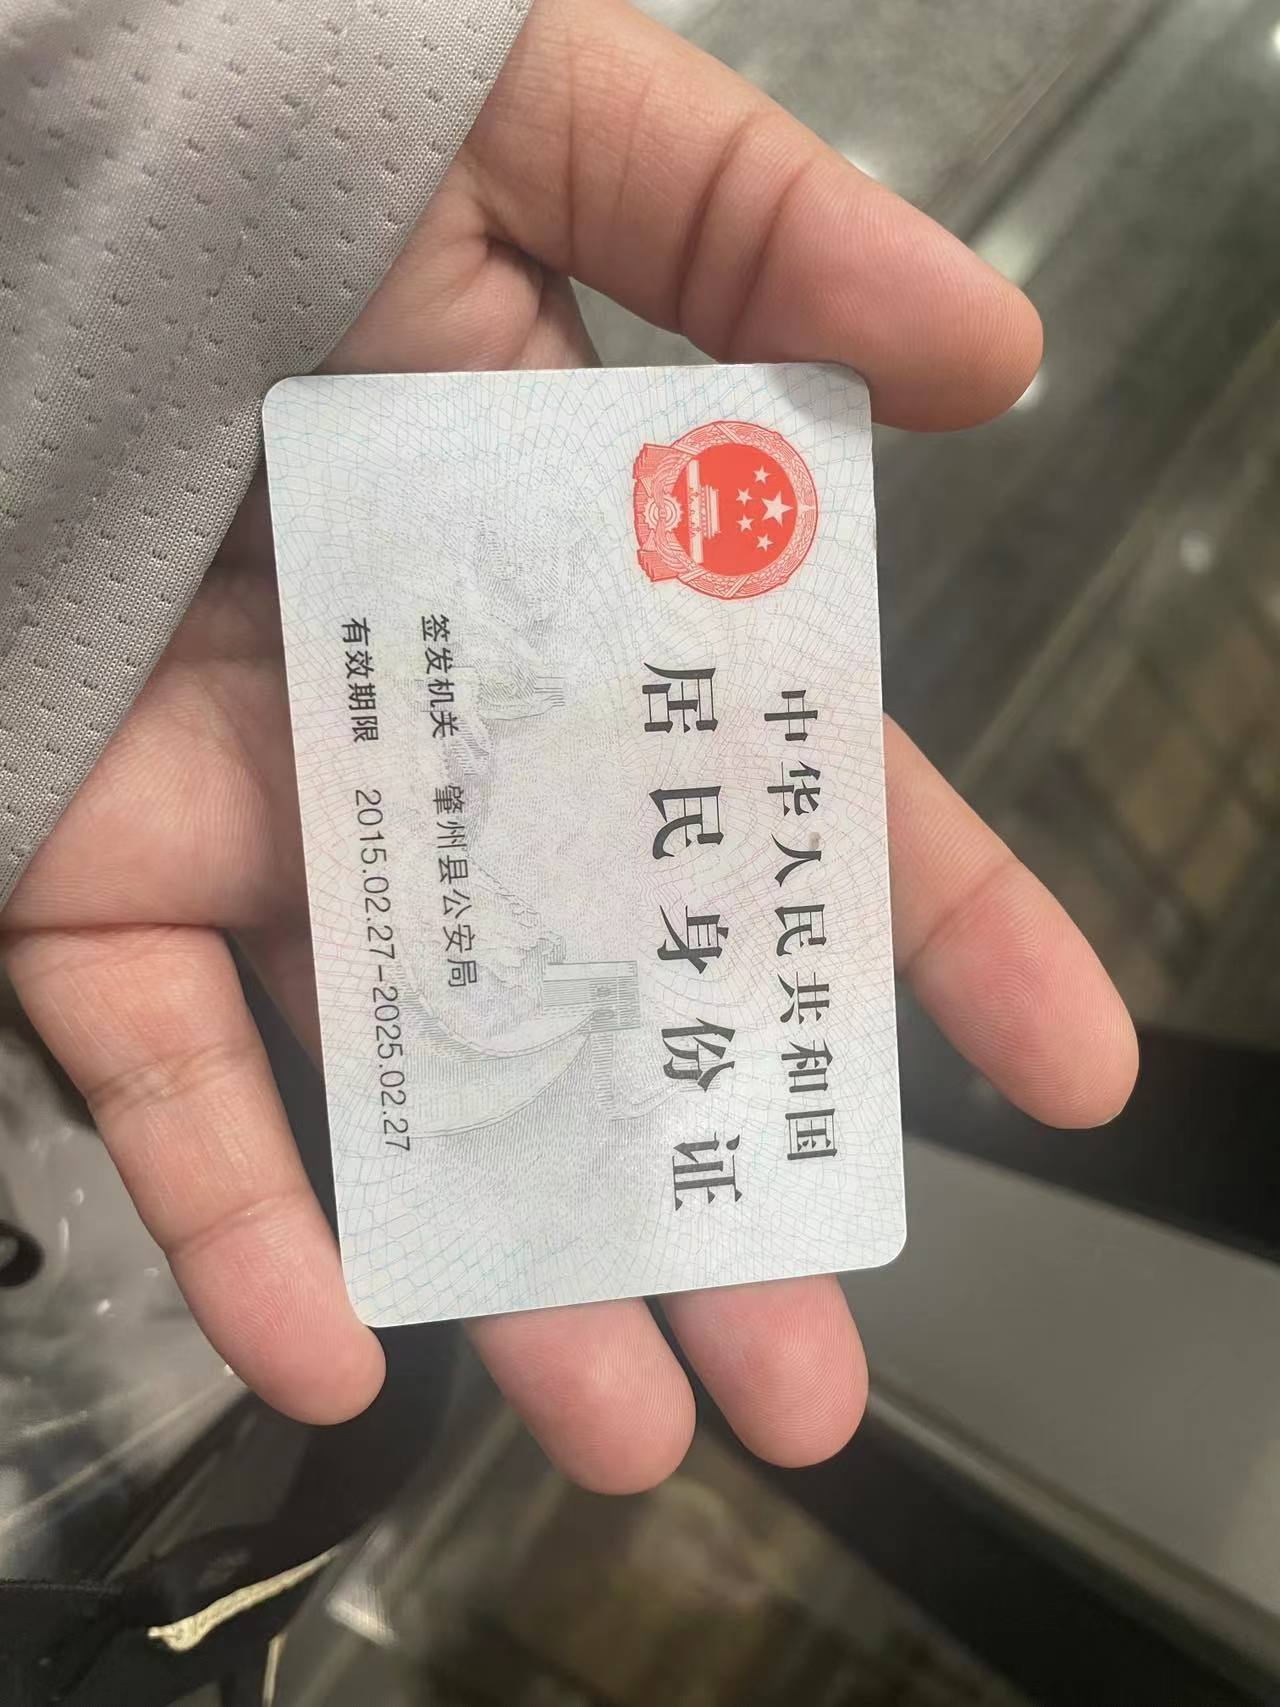 中华人民共和国
居民身份证
签发机关 肇州县公安局
有效期限 2015.02.27-2025.02.27